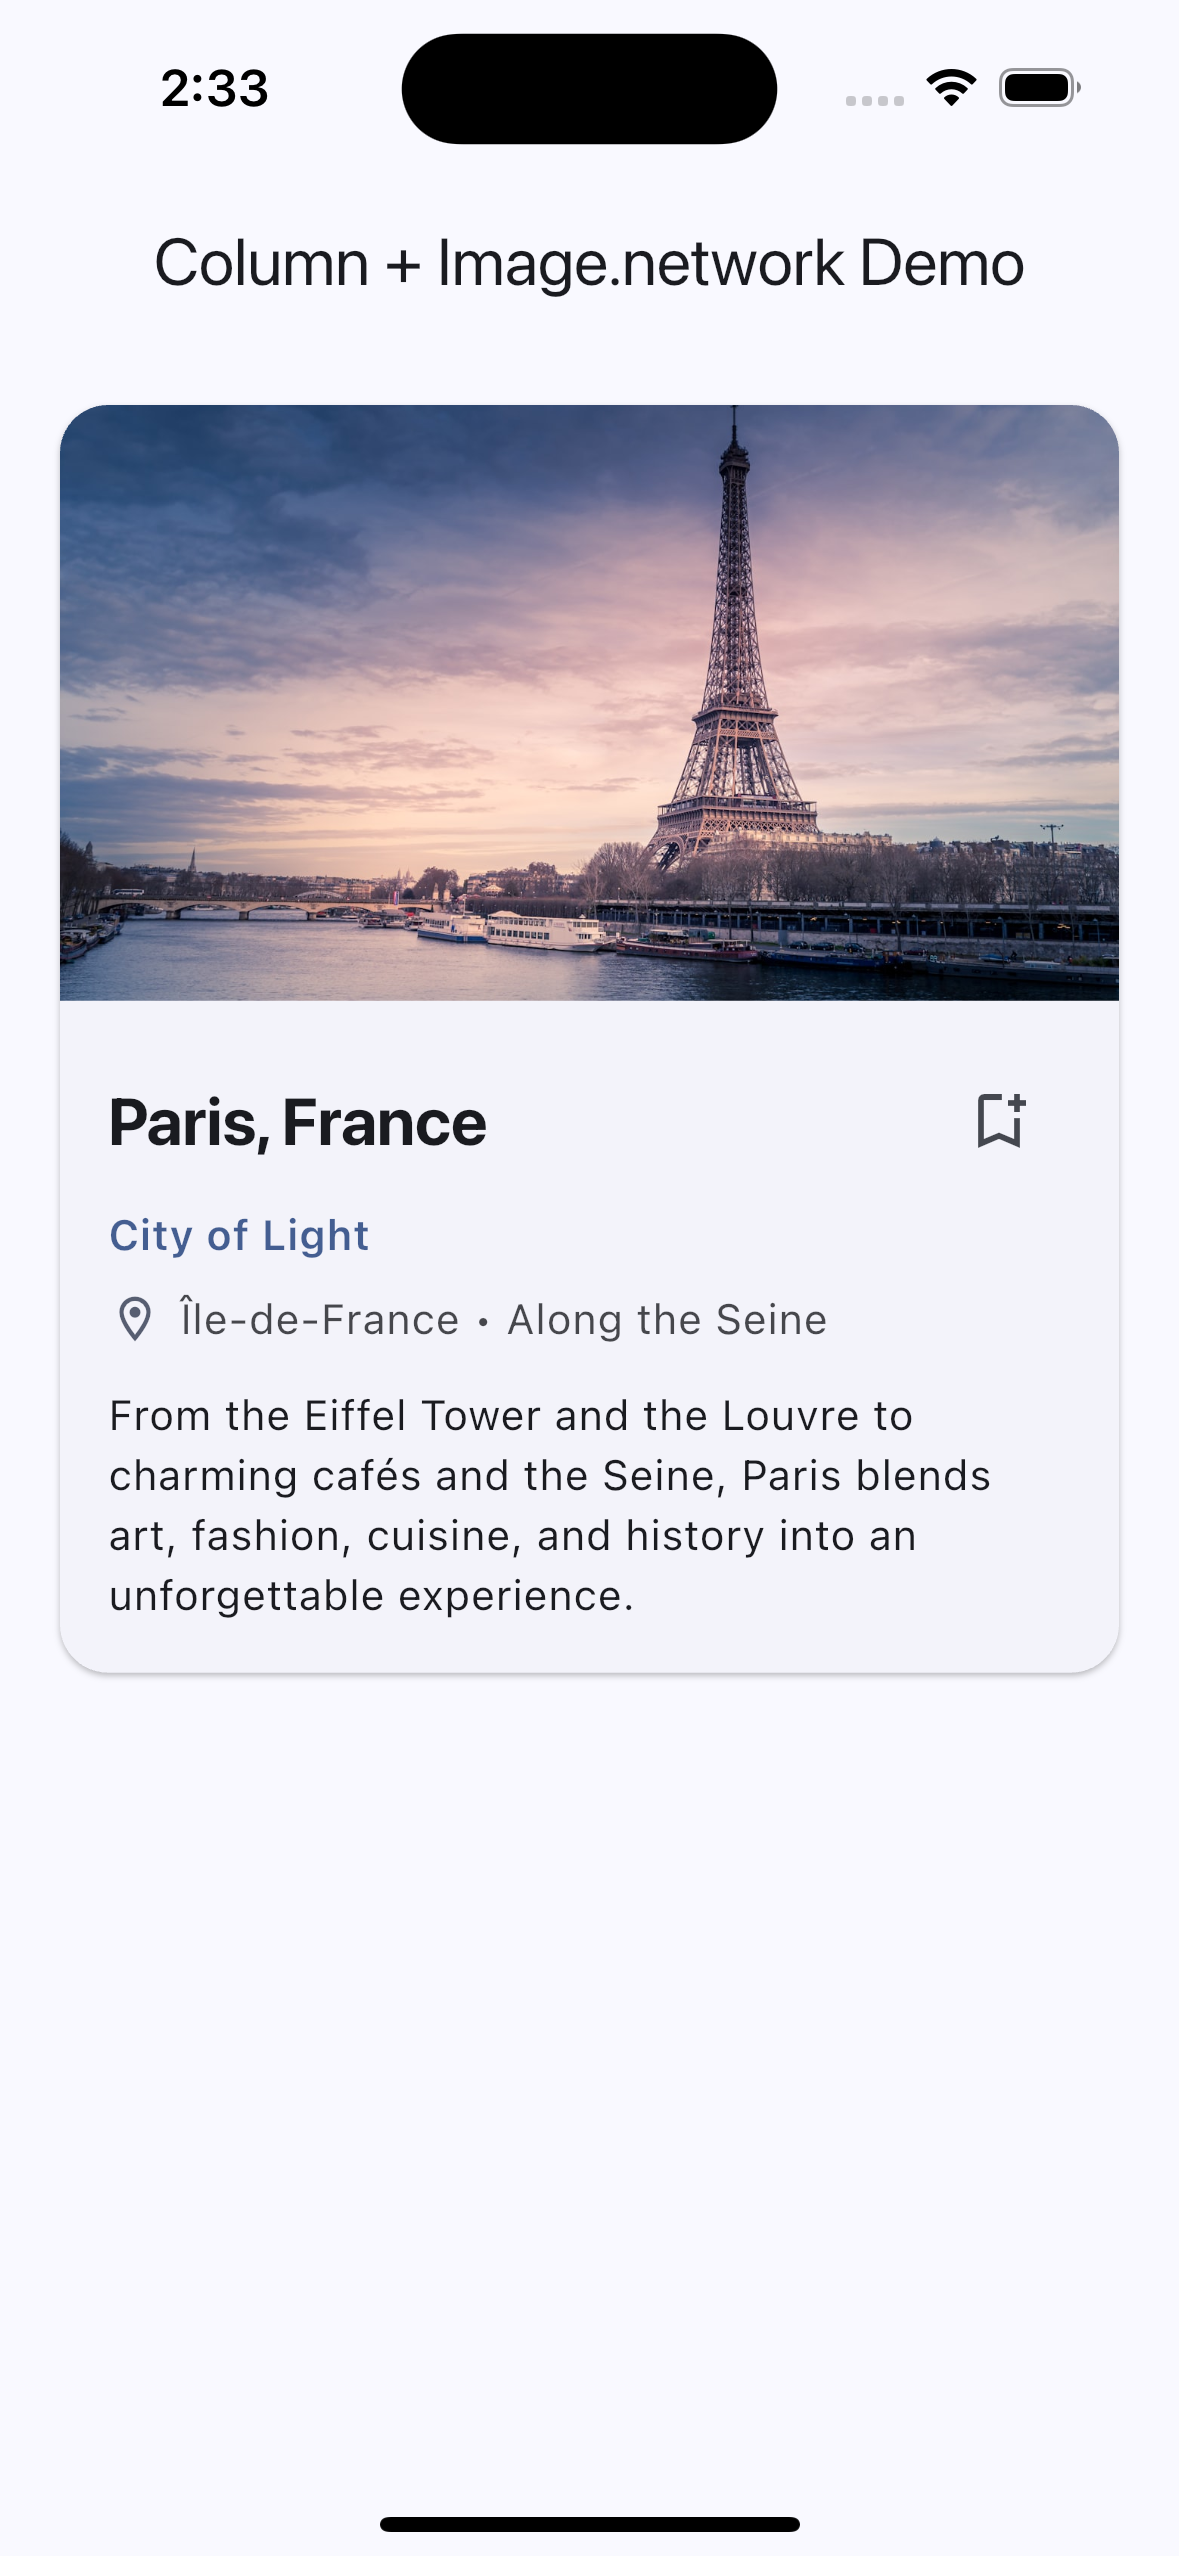 2:33
Column + Image.network Demo
Paris, France
City of Light
Île-de-France • Along the Seine
From the Eiffel Tower and the Louvre to
charming cafés and the Seine, Paris blends
art, fashion, cuisine, and history into an
unforgettable experience.